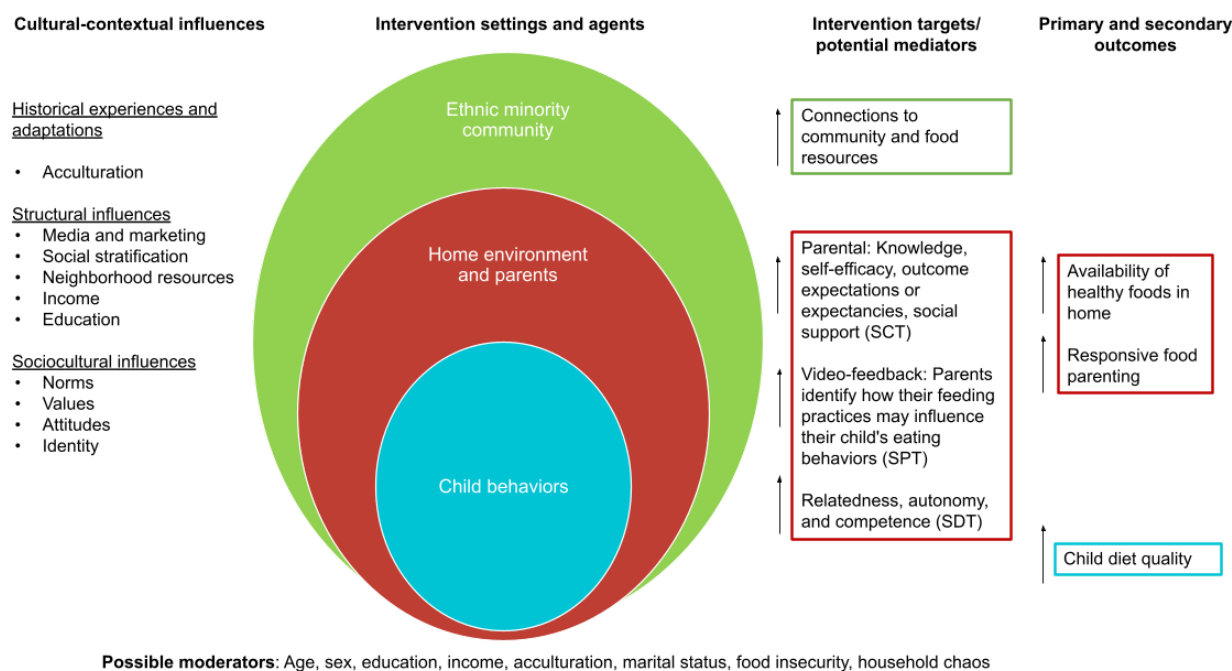 Cultural-contextual influences
Historical experiences and
adaptations
• Acculturation
Structural influences
• Media and marketing
• Social stratification
• Neighborhood resources
• Income
• Education
Sociocultural influences
• Norms
• Values
• Attitudes
• Identity
Intervention settings and agents
Ethnic minority
community
Home environment
and parents
Child behaviors
Intervention targets/
potential mediators
Connections to
community and food
resources
Parental: Knowledge,
self-efficacy, outcome
expectations or
expectancies, social
support (SCT)
Video-feedback: Parents
identify how their feeding
practices may influence
their child's eating
behaviors (SPT)
Relatedness, autonomy,
and competence (SDT)
Primary and secondary
outcomes
Availability of
healthy foods in
home
Responsive food
parenting
Child diet quality
Possible moderators: Age, sex, education, income, acculturation, marital status, food insecurity, household chaos